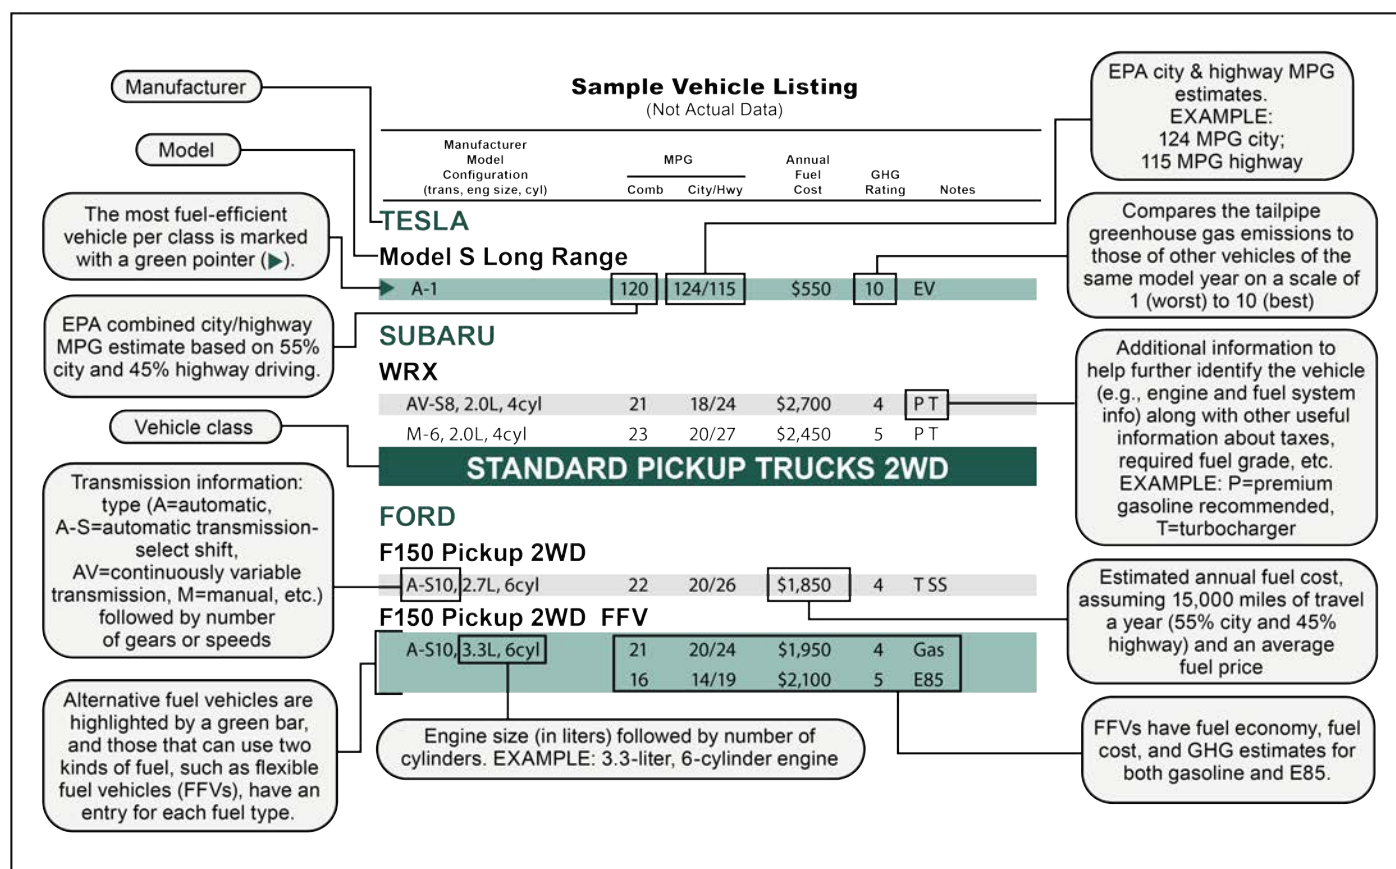 Sample Vehicle Listing
(Not Actual Data)
Manufacturer
Model
Configuration
(trans, eng size, cyl)
MPG
Comb City/Hwy
Annual
Fuel
Cost
GHG
Rating
Notes
TESLA
Model S Long Range
▶ A-1 120 124/115 $550 10 EV
SUBARU
WRX
AV-S8, 2.0L, 4cyl 21 18/24 $2,700 4 P T
M-6, 2.0L, 4cyl 23 20/27 $2,450 5 P T
STANDARD PICKUP TRUCKS 2WD
FORD
F150 Pickup 2WD
A-S10, 2.7L, 6cyl 22 20/26 $1,850 4 T SS
F150 Pickup 2WD FFV
A-S10, 3.3L, 6cyl 21 20/24 $1,950 4 Gas
16 14/19 $2,100 5 E85
Manufacturer
Model
The most fuel-efficient
vehicle per class is marked
with a green pointer (▶).
EPA combined city/highway
MPG estimate based on 55%
city and 45% highway driving.
Vehicle class
Transmission information:
type (A=automatic,
A-S=automatic transmission-
select shift,
AV=continuously variable
transmission, M=manual, etc.)
followed by number
of gears or speeds
Alternative fuel vehicles are
highlighted by a green bar,
and those that can use two
kinds of fuel, such as flexible
fuel vehicles (FFVs), have an
entry for each fuel type.
Engine size (in liters) followed by number of
cylinders. EXAMPLE: 3.3-liter, 6-cylinder engine
EPA city & highway MPG
estimates.
EXAMPLE:
124 MPG city;
115 MPG highway
Compares the tailpipe
greenhouse gas emissions to
those of other vehicles of the
same model year on a scale of
1 (worst) to 10 (best)
Additional information to
help further identify the vehicle
(e.g., engine and fuel system
info) along with other useful
information about taxes,
required fuel grade, etc.
EXAMPLE: P=premium
gasoline recommended,
T=turbocharger
Estimated annual fuel cost,
assuming 15,000 miles of travel
a year (55% city and 45%
highway) and an average
fuel price
FFVs have fuel economy, fuel
cost, and GHG estimates for
both gasoline and E85.